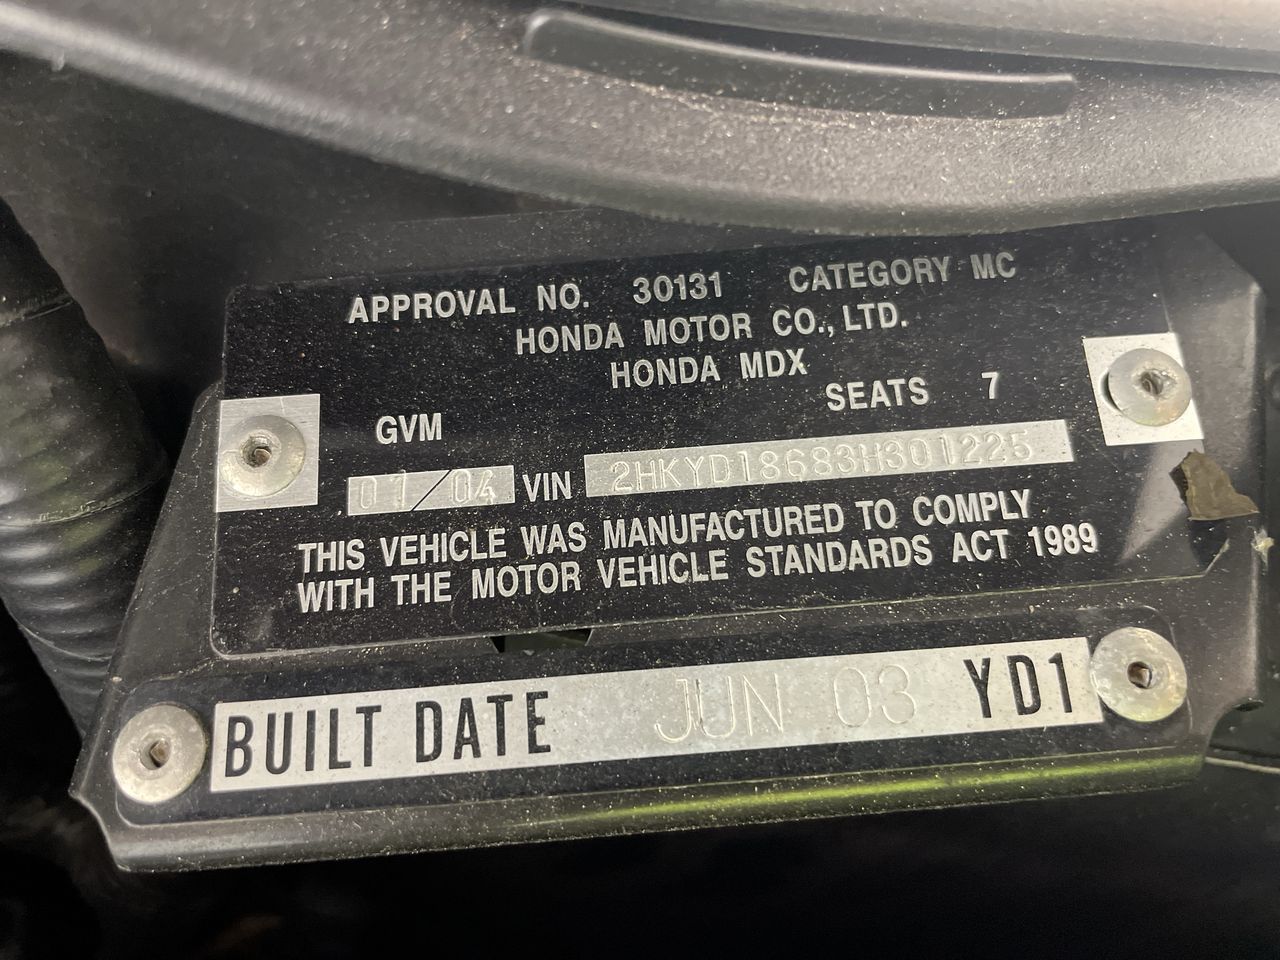 APPROVAL NO. 30131 CATEGORY MC
HONDA MOTOR CO., LTD.
HONDA MDX
SEATS 7
GVM
01/04 VIN 2HKYD18683H301225
THIS VEHICLE WAS MANUFACTURED TO COMPLY
WITH THE MOTOR VEHICLE STANDARDS ACT 1989
BUILT DATE JUN 03 YD1